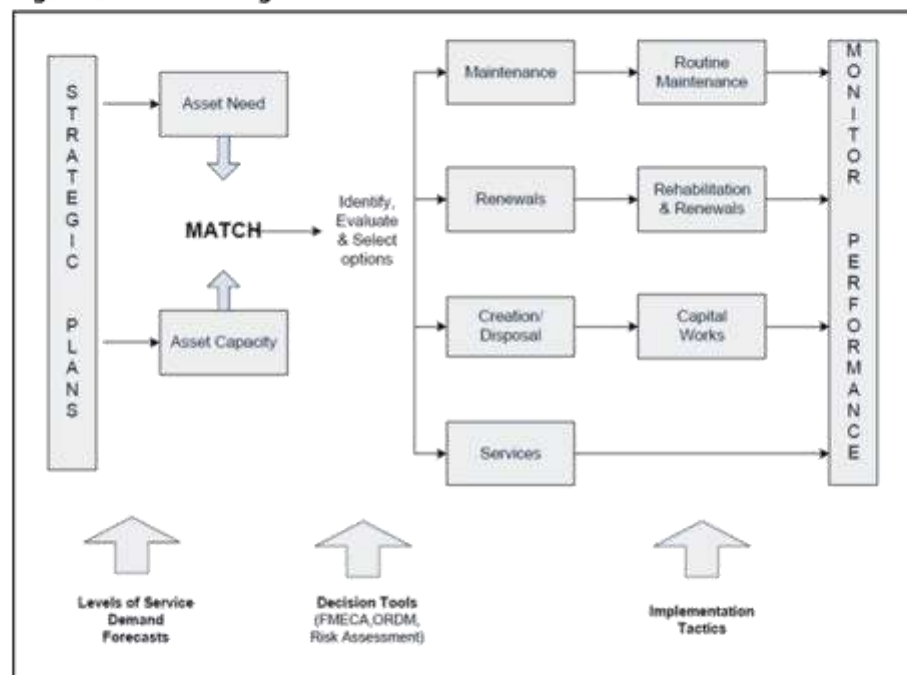 STRATEGIC PLANS
Asset Need
MATCH
Asset Capacity
Identify,
Evaluate
& Select
options
Maintenance
Routine
Maintenance
Renewals
Rehabilitation
& Renewals
Creation/
Disposal
Capital
Works
Services
MONITOR PERFORMANCE
Levels of Service
Demand
Forecasts
Decision Tools
(FMECA,ORDM,
Risk Assessment)
Implementation
Tactics